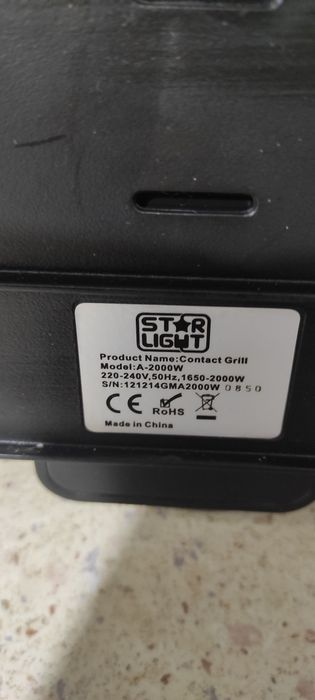 STAR
LIGHT
Product Name:Contact Grill
Model:A-2000W
220-240V,50Hz,1650-2000W
S/N:121214GMA2000W 0850
CE RoHS
Made in China